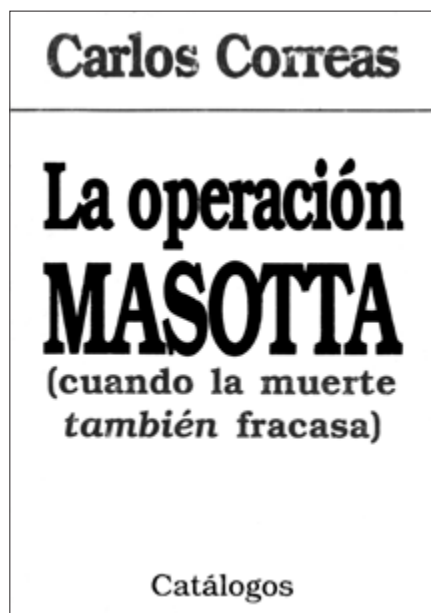 Carlos Correas
La operación
MASOTTA
(cuando la muerte
también fracasa)
Catálogos